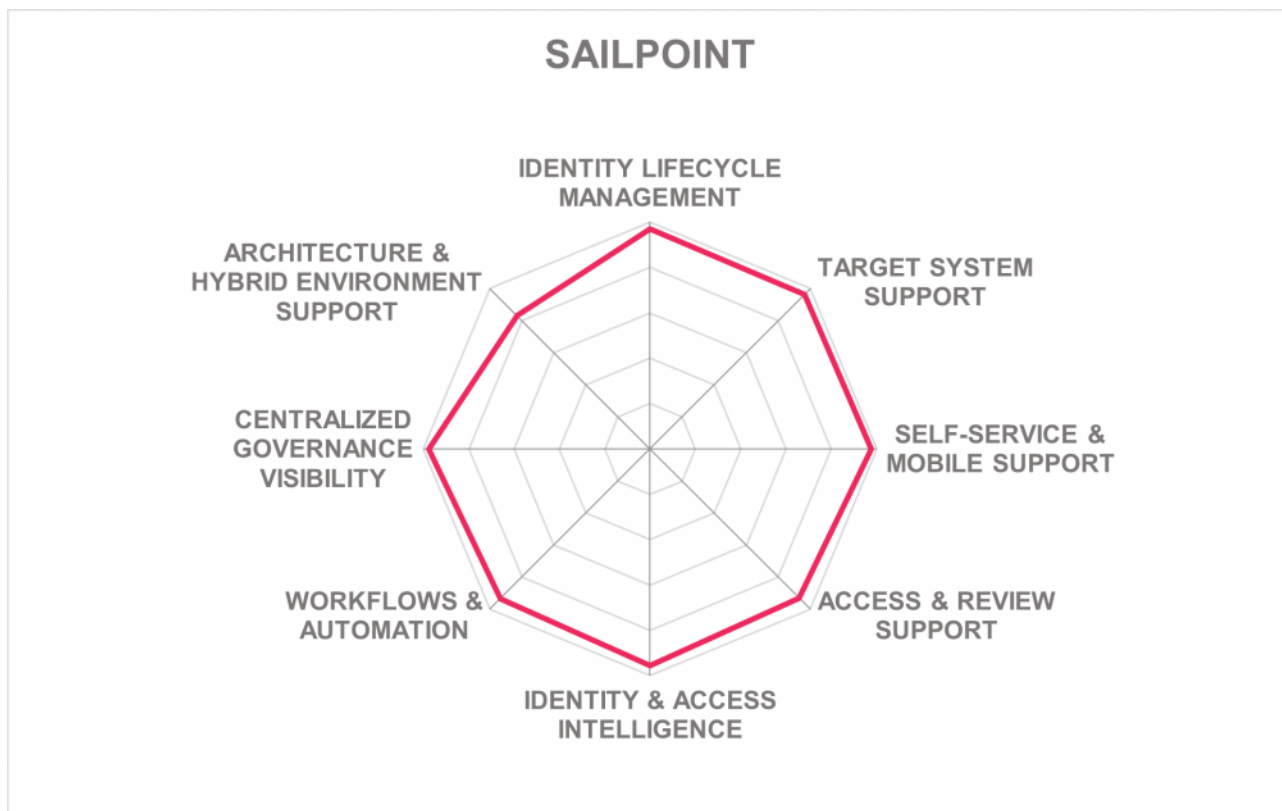 SAILPOINT
IDENTITY LIFECYCLE
MANAGEMENT
ARCHITECTURE &
HYBRID ENVIRONMENT
SUPPORT
TARGET SYSTEM
SUPPORT
CENTRALIZED
GOVERNANCE
VISIBILITY
SELF-SERVICE &
MOBILE SUPPORT
WORKFLOWS &
AUTOMATION
ACCESS & REVIEW
SUPPORT
IDENTITY & ACCESS
INTELLIGENCE